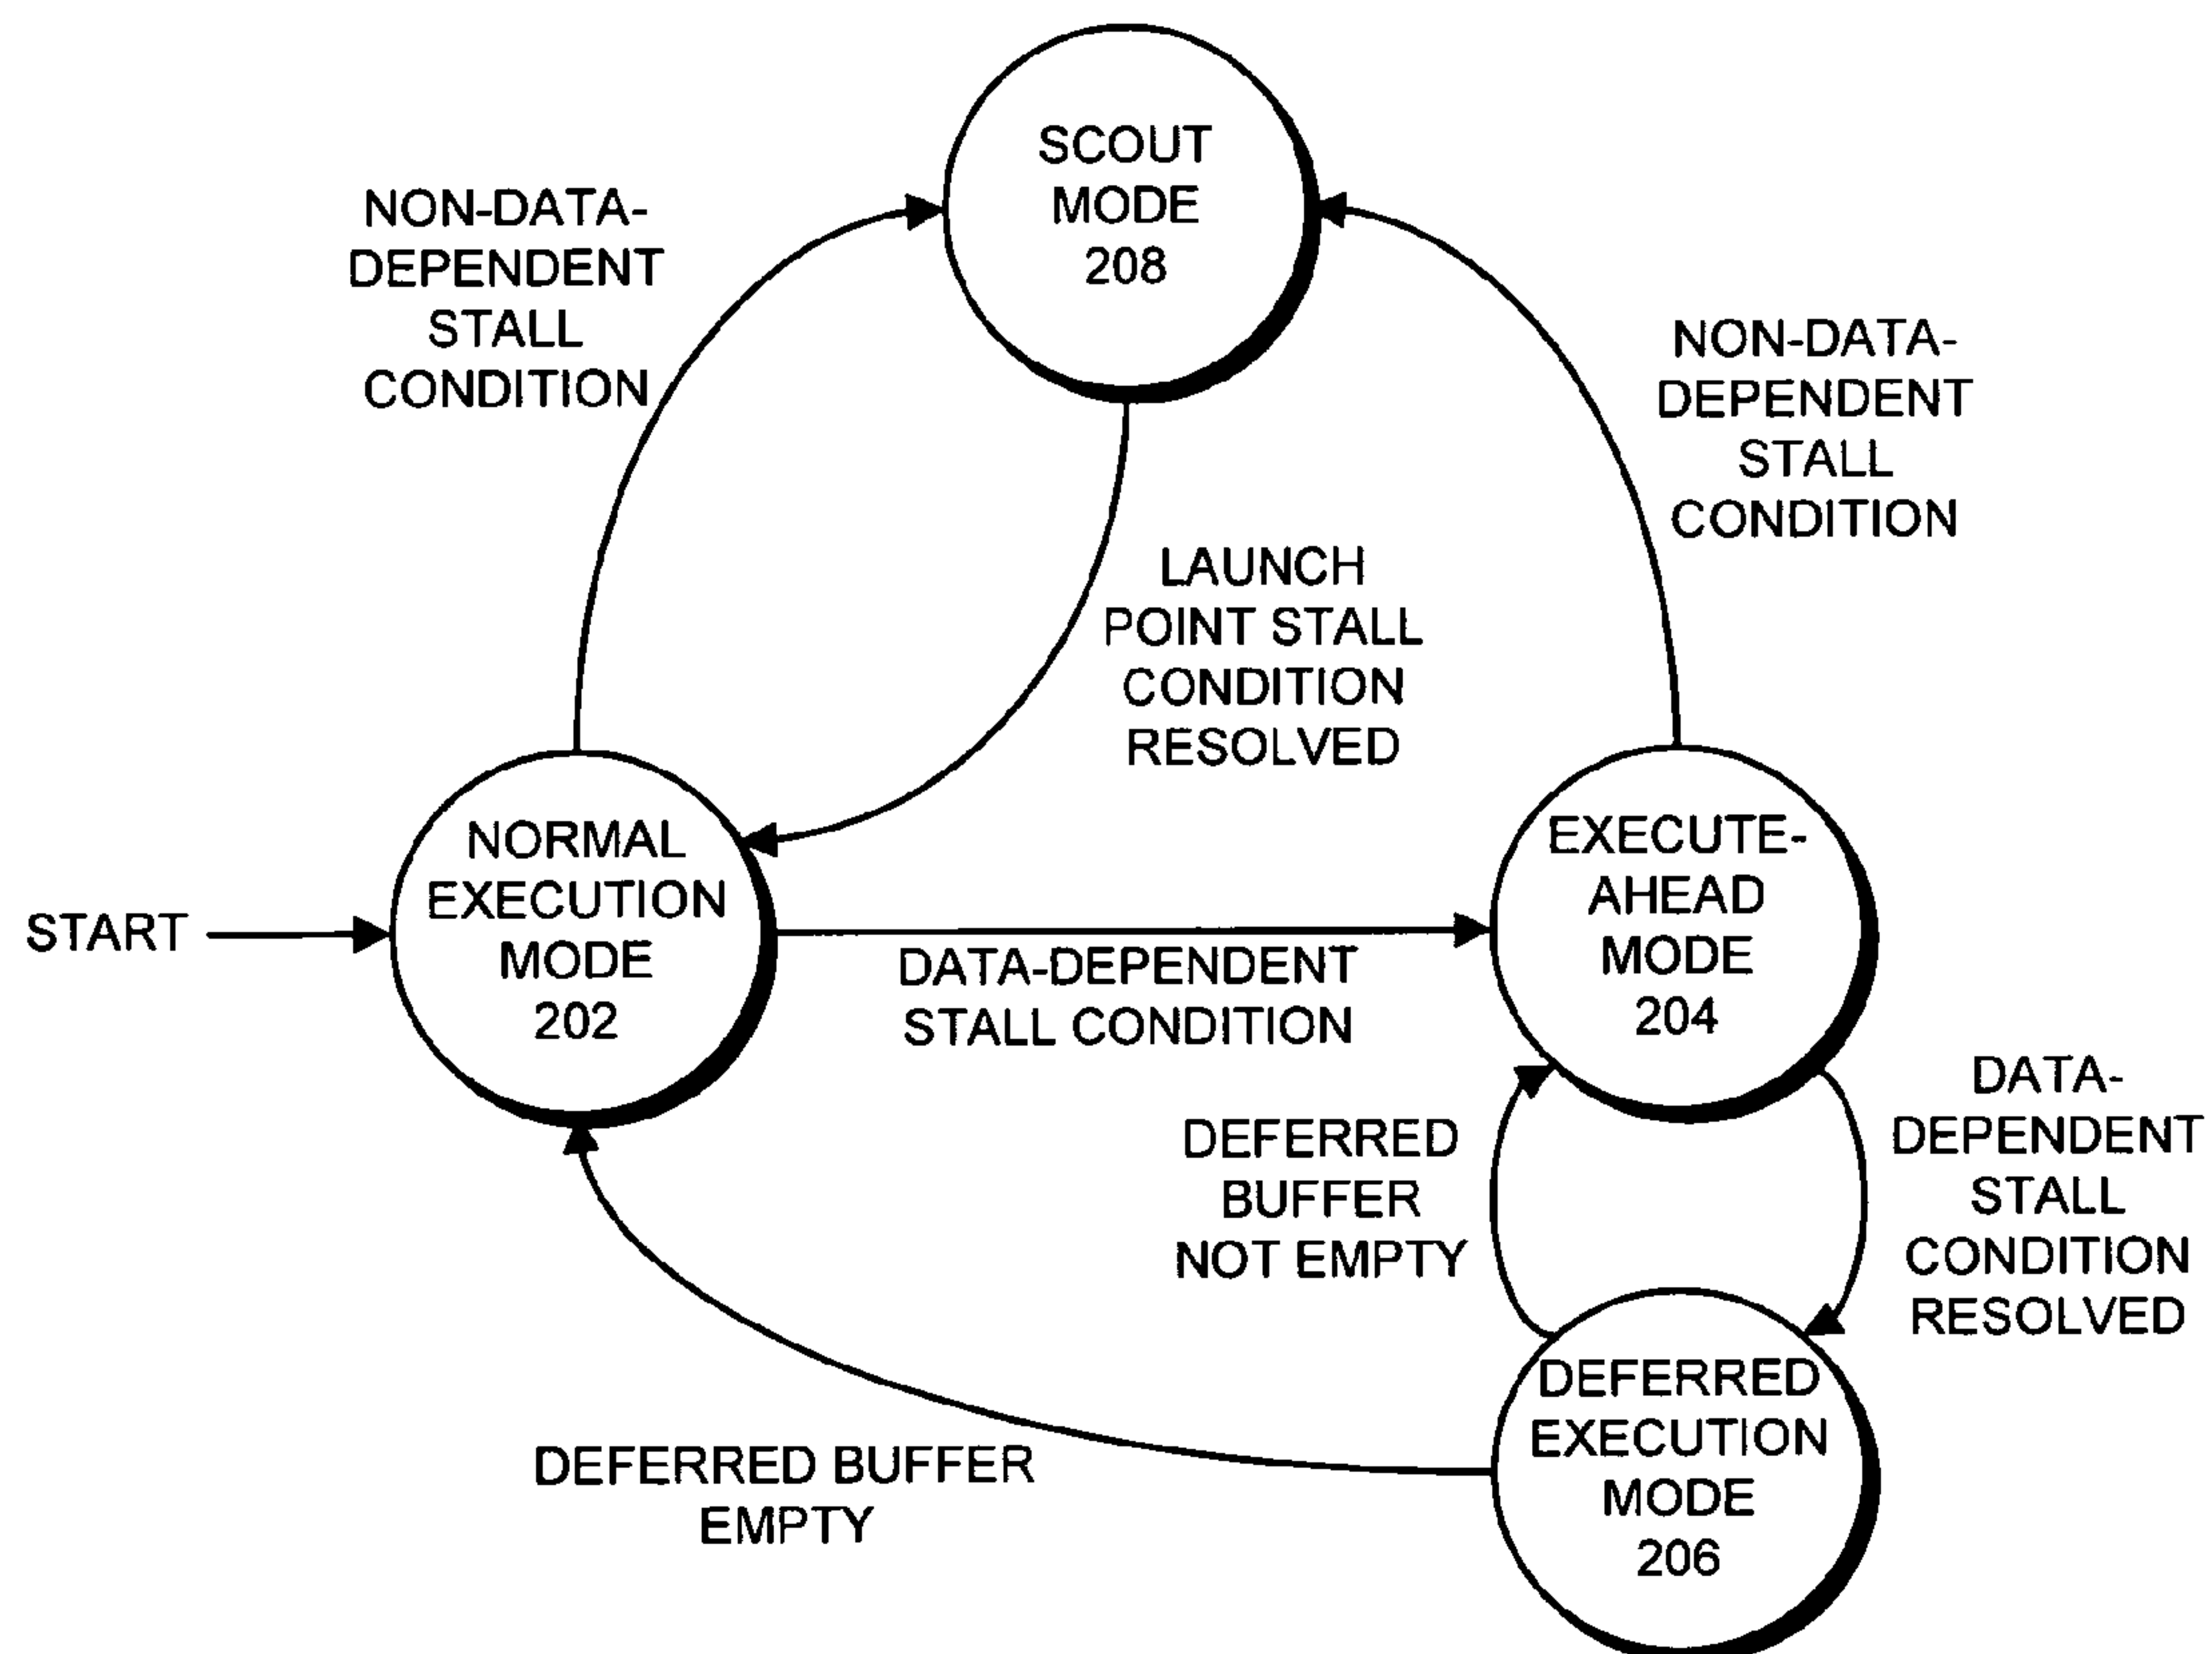 SCOUT
MODE
208
NON-DATA-
DEPENDENT
STALL
CONDITION
NON-DATA-
DEPENDENT
STALL
CONDITION
LAUNCH
POINT STALL
CONDITION
RESOLVED
START
NORMAL
EXECUTION
MODE
202
DATA-DEPENDENT
STALL CONDITION
EXECUTE-
AHEAD
MODE
204
DEFERRED
BUFFER
NOT EMPTY
DATA-
DEPENDENT
STALL
CONDITION
RESOLVED
DEFERRED BUFFER
EMPTY
DEFERRED
EXECUTION
MODE
206